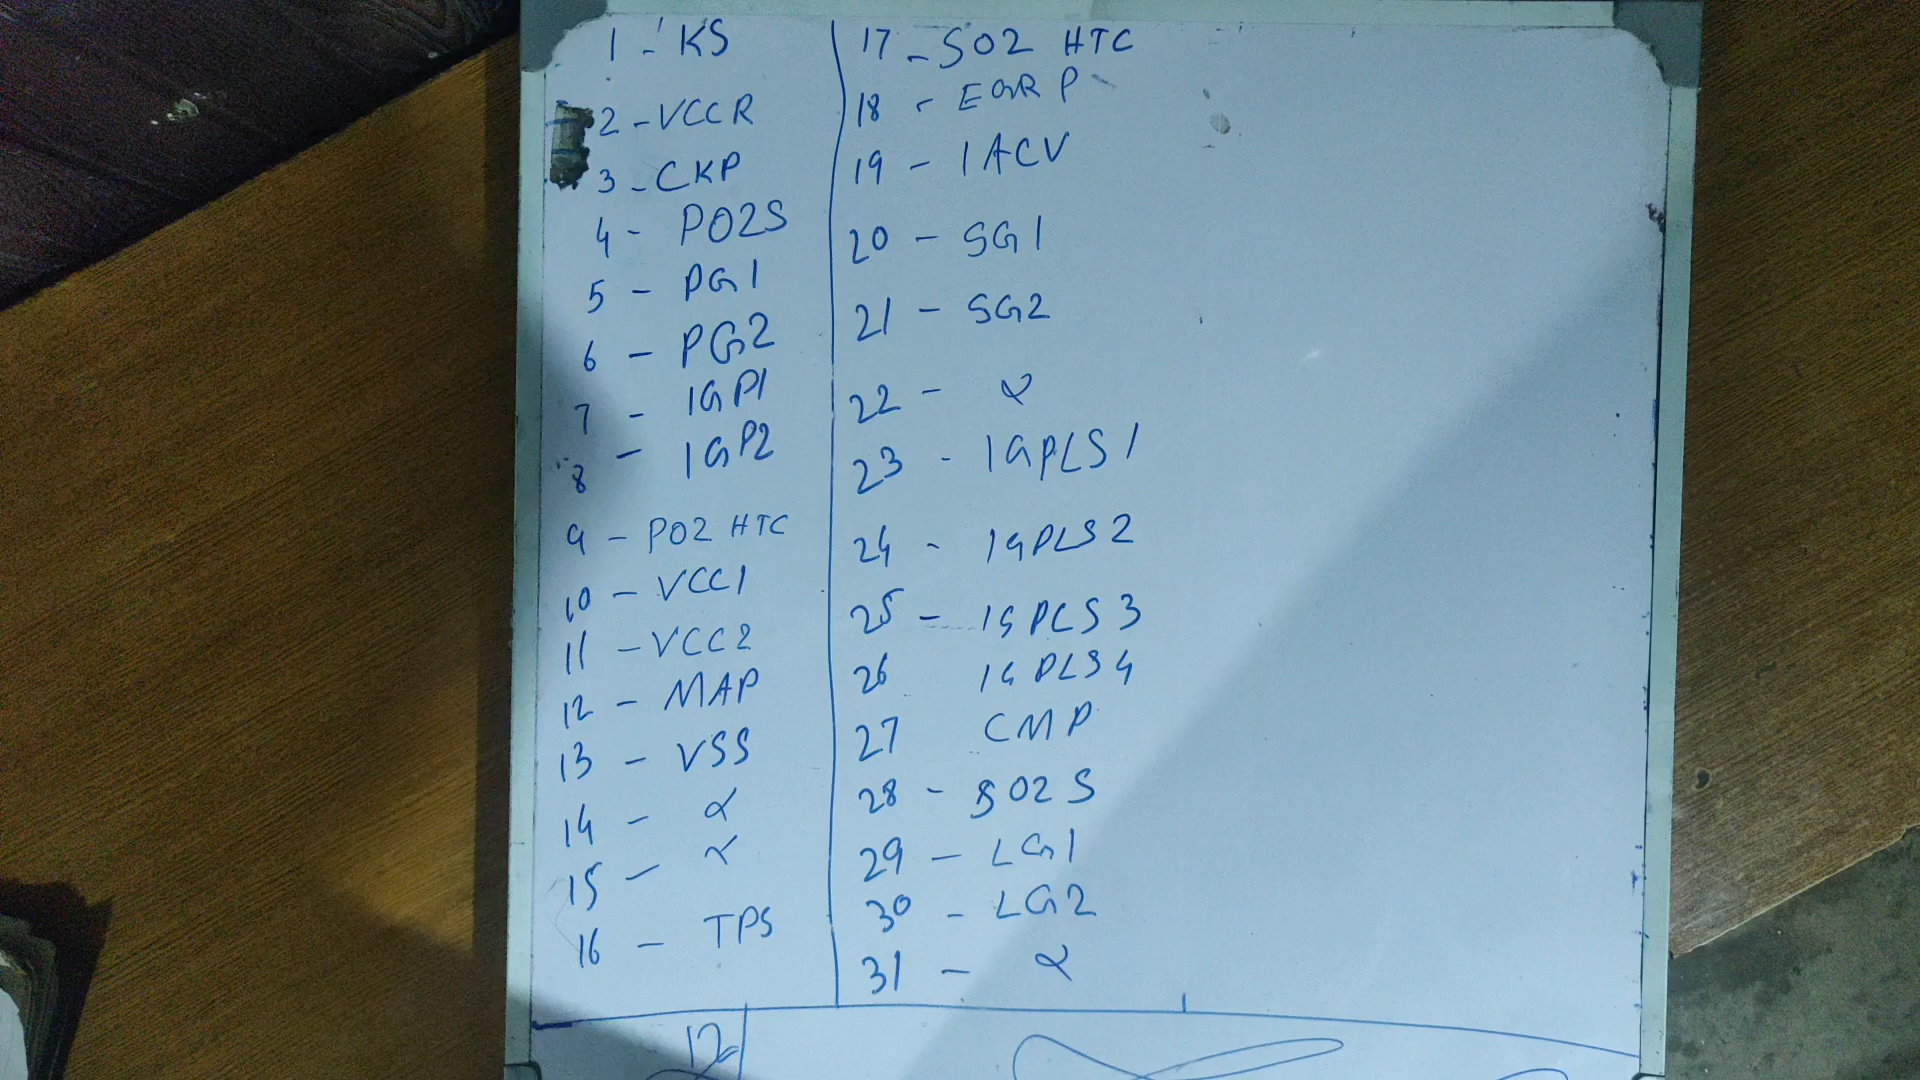 1 - KS
2 - VCCR
3 - CKP
4 - PO2S
5 - PG1
6 - PG2
7 - IGP1
8 - IGP2
9 - PO2 HTC
10 - VCC1
11 - VCC2
12 - MAP
13 - VSS
14 - α
15 - α
16 - TPS
17 - SO2 HTC
18 - EGR P
19 - IACV
20 - SG1
21 - SG2
22 - α
23 - IGPLS1
24 - IGPLS2
25 - IGPLS3
26 IGPLS4
27 CMP
28 - SO2S
29 - LG1
30 - LG2
31 - α